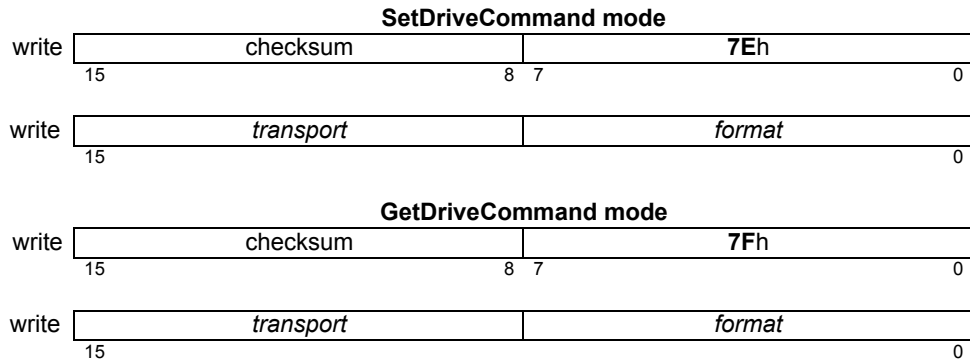 SetDriveCommand mode
write checksum 7Eh
15 8 7 0
write transport format
15 0
GetDriveCommand mode
write checksum 7Fh
15 8 7 0
write transport format
15 0